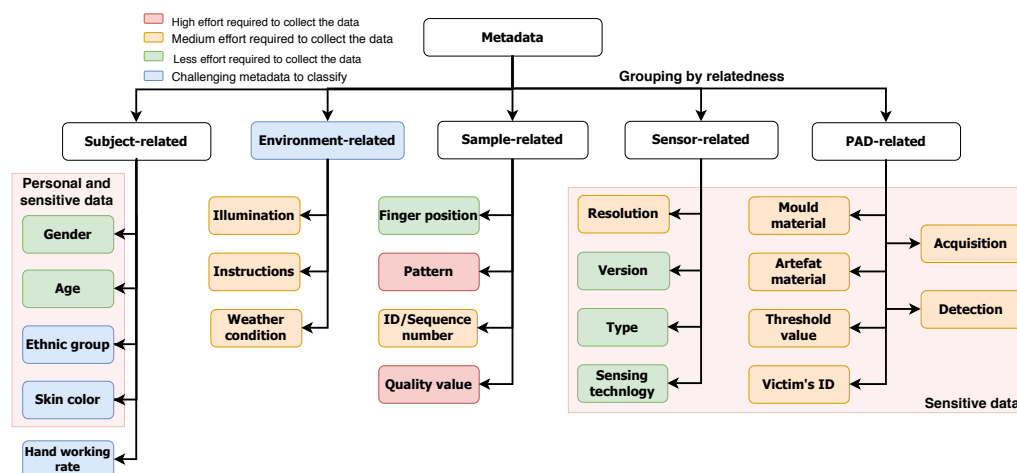 High effort required to collect the data
Medium effort required to collect the data
Less effort required to collect the data
Challenging metadata to classify
Metadata
Grouping by relatedness
Subject-related
Environment-related
Sample-related
Sensor-related
PAD-related
Personal and
sensitive data
Gender
Age
Ethnic group
Skin color
Hand working
rate
Illumination
Instructions
Weather
condition
Finger position
Pattern
ID/Sequence
number
Quality value
Resolution
Version
Type
Sensing
technlogy
Mould
material
Artefat
material
Threshold
value
Victim's ID
Acquisition
Detection
Sensitive data